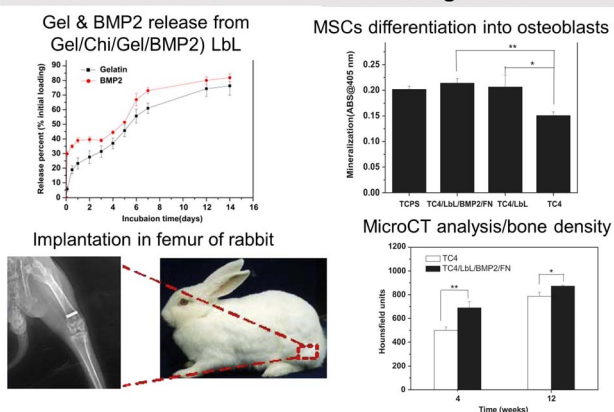 Gel & BMP2 release from
Gel/Chi/Gel/BMP2) LbL
Release percent (% initial loading)
90
80
70
60
50
40
30
20
10
0
Gelatin
BMP2
0 2 4 6 8 10 12 14 16
Incubaion time(days)
MSCs differentiation into osteoblasts
Mineralization(ABS@405 nm)
0.25
0.20
0.15
0.10
0.05
0.00
**
*
TCPS TC4/LbL/BMP2/FN TC4/LbL TC4
Implantation in femur of rabbit
MicroCT analysis/bone density
Hounsfield units
1200
1000
800
600
400
200
0
TC4
TC4/LbL/BMP2/FN
**
*
4 12
Time (weeks)